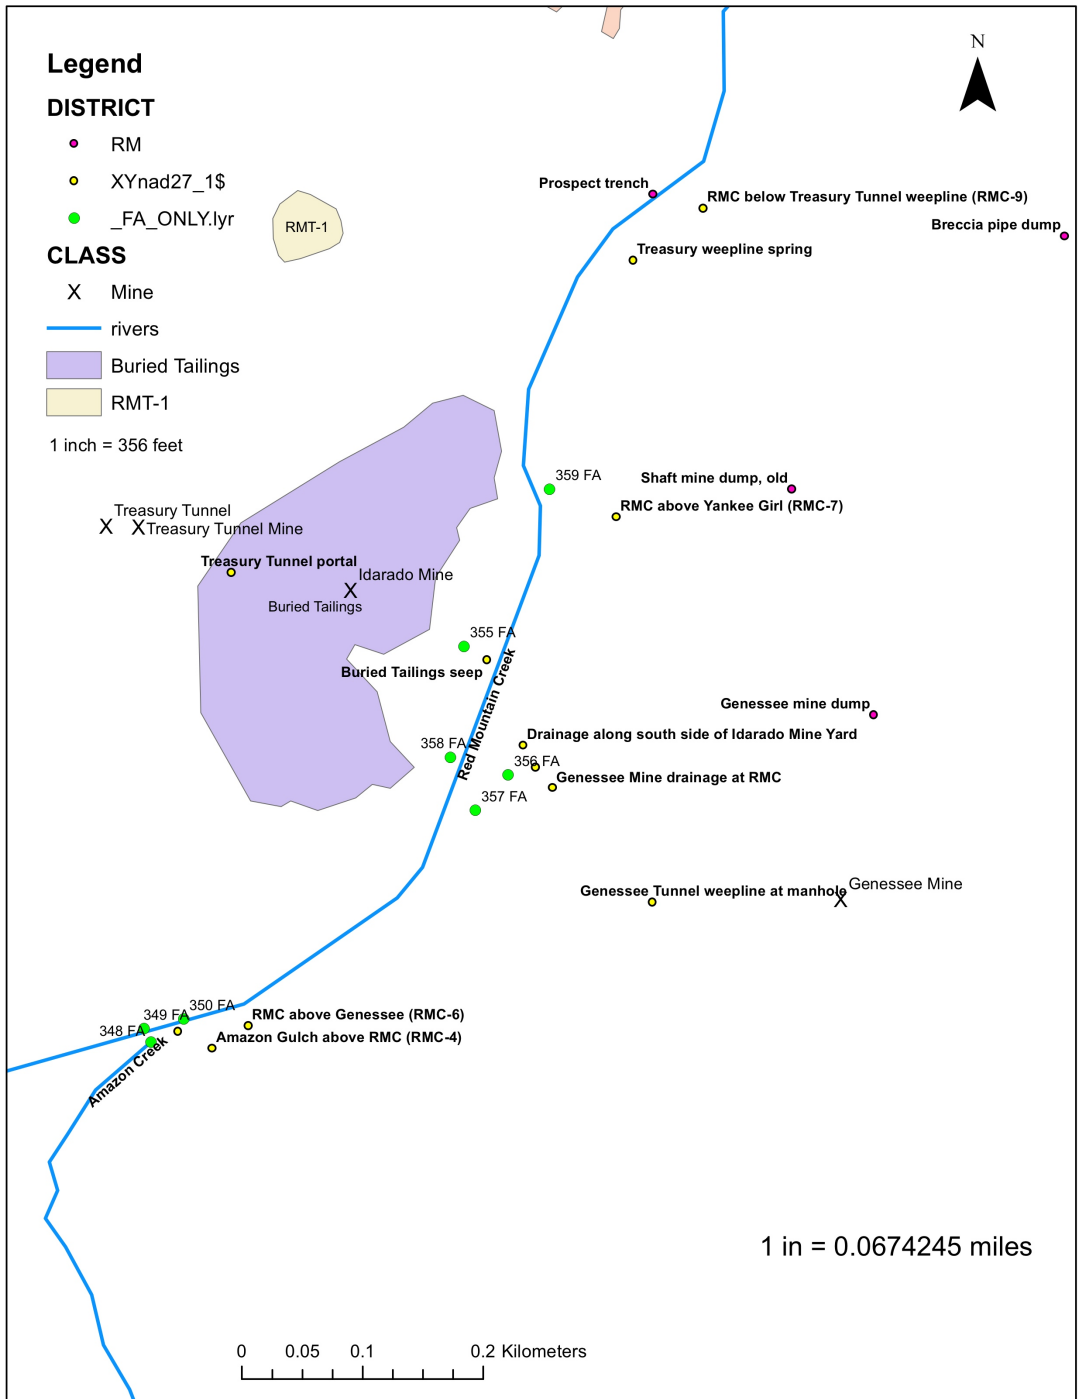 Legend
DISTRICT
RM
XYnad27_1$
_FA_ONLY.lyr
CLASS
X Mine
rivers
Buried Tailings
RMT-1
1 inch = 356 feet
N
RMT-1
Prospect trench
RMC below Treasury Tunnel weepline (RMC-9)
Breccia pipe dump
Treasury weepline spring
359 FA
Shaft mine dump, old
RMC above Yankee Girl (RMC-7)
Treasury Tunnel
X XTreasury Tunnel Mine
Treasury Tunnel portal
Idarado Mine
X
Buried Tailings
355 FA
Buried Tailings seep
Red Mountain Creek
Genessee mine dump
Drainage along south side of Idarado Mine Yard
358 FA
356 FA
Genessee Mine drainage at RMC
357 FA
Genessee Tunnel weepline at manhole
Genessee Mine
X
350 FA
349 FA
348 FA
RMC above Genessee (RMC-6)
Amazon Gulch above RMC (RMC-4)
Amazon Creek
1 in = 0.0674245 miles
0 0.05 0.1 0.2 Kilometers